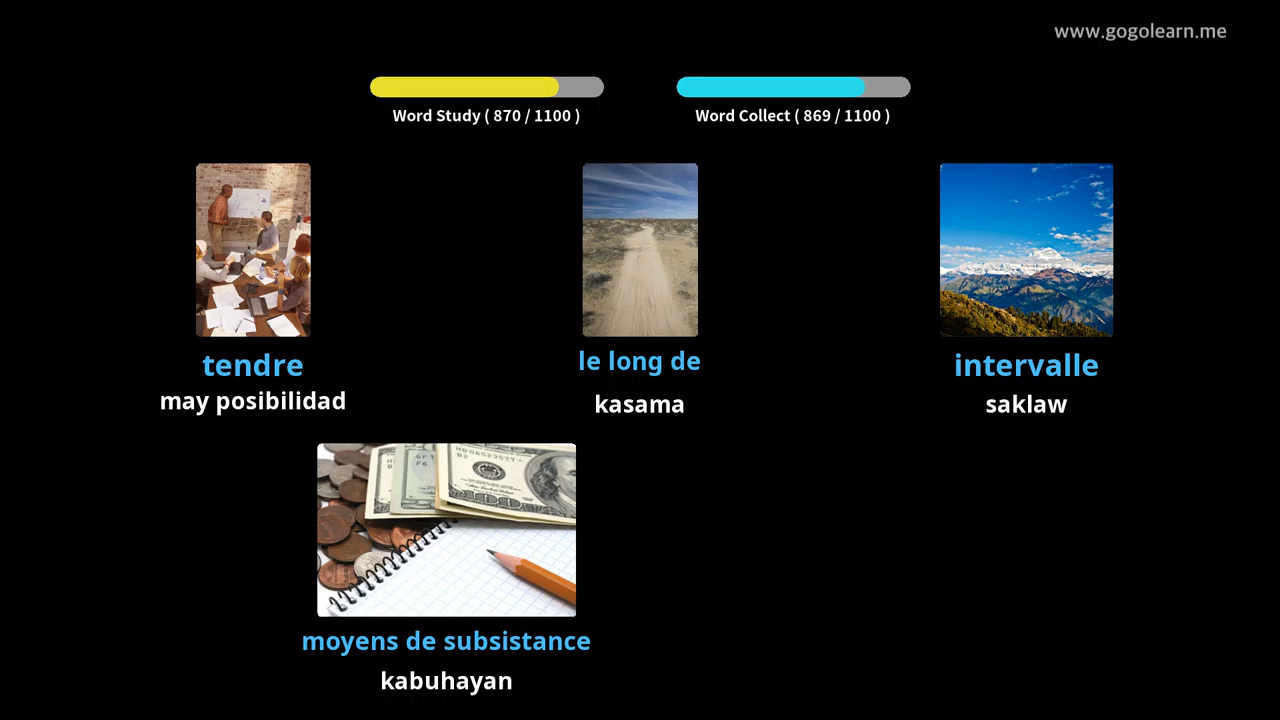 www.gogolearn.me
Word Study ( 870 / 1100 )
Word Collect ( 869 / 1100 )
tendre
may posibilidad
le long de
kasama
intervalle
saklaw
moyens de subsistance
kabuhayan